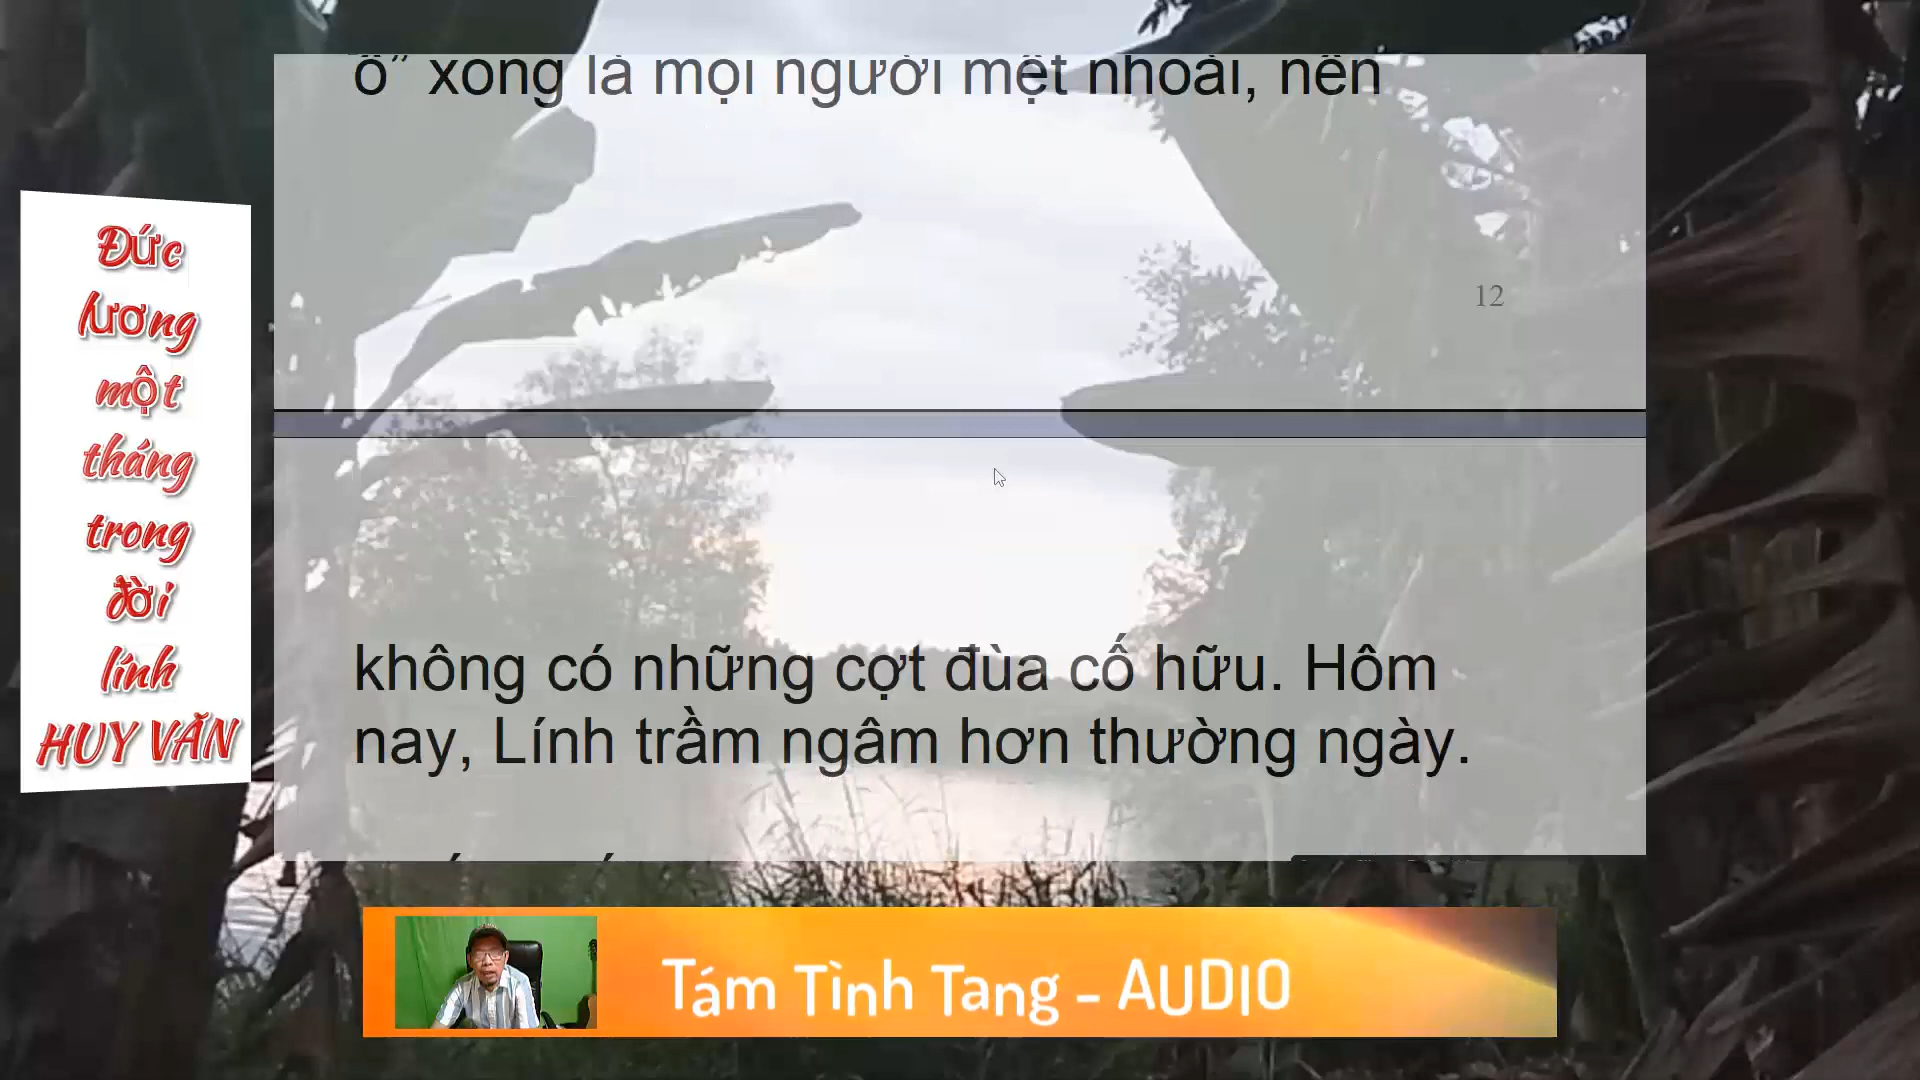 ổ” xong là mọi người mệt nhoài, nên
12
không có những cợt đùa cố hữu. Hôm
nay, Lính trầm ngâm hơn thường ngày.
Đức
lương
một
tháng
trong
đời
lính
HUY VĂN
Tám Tình Tang - AUDIO